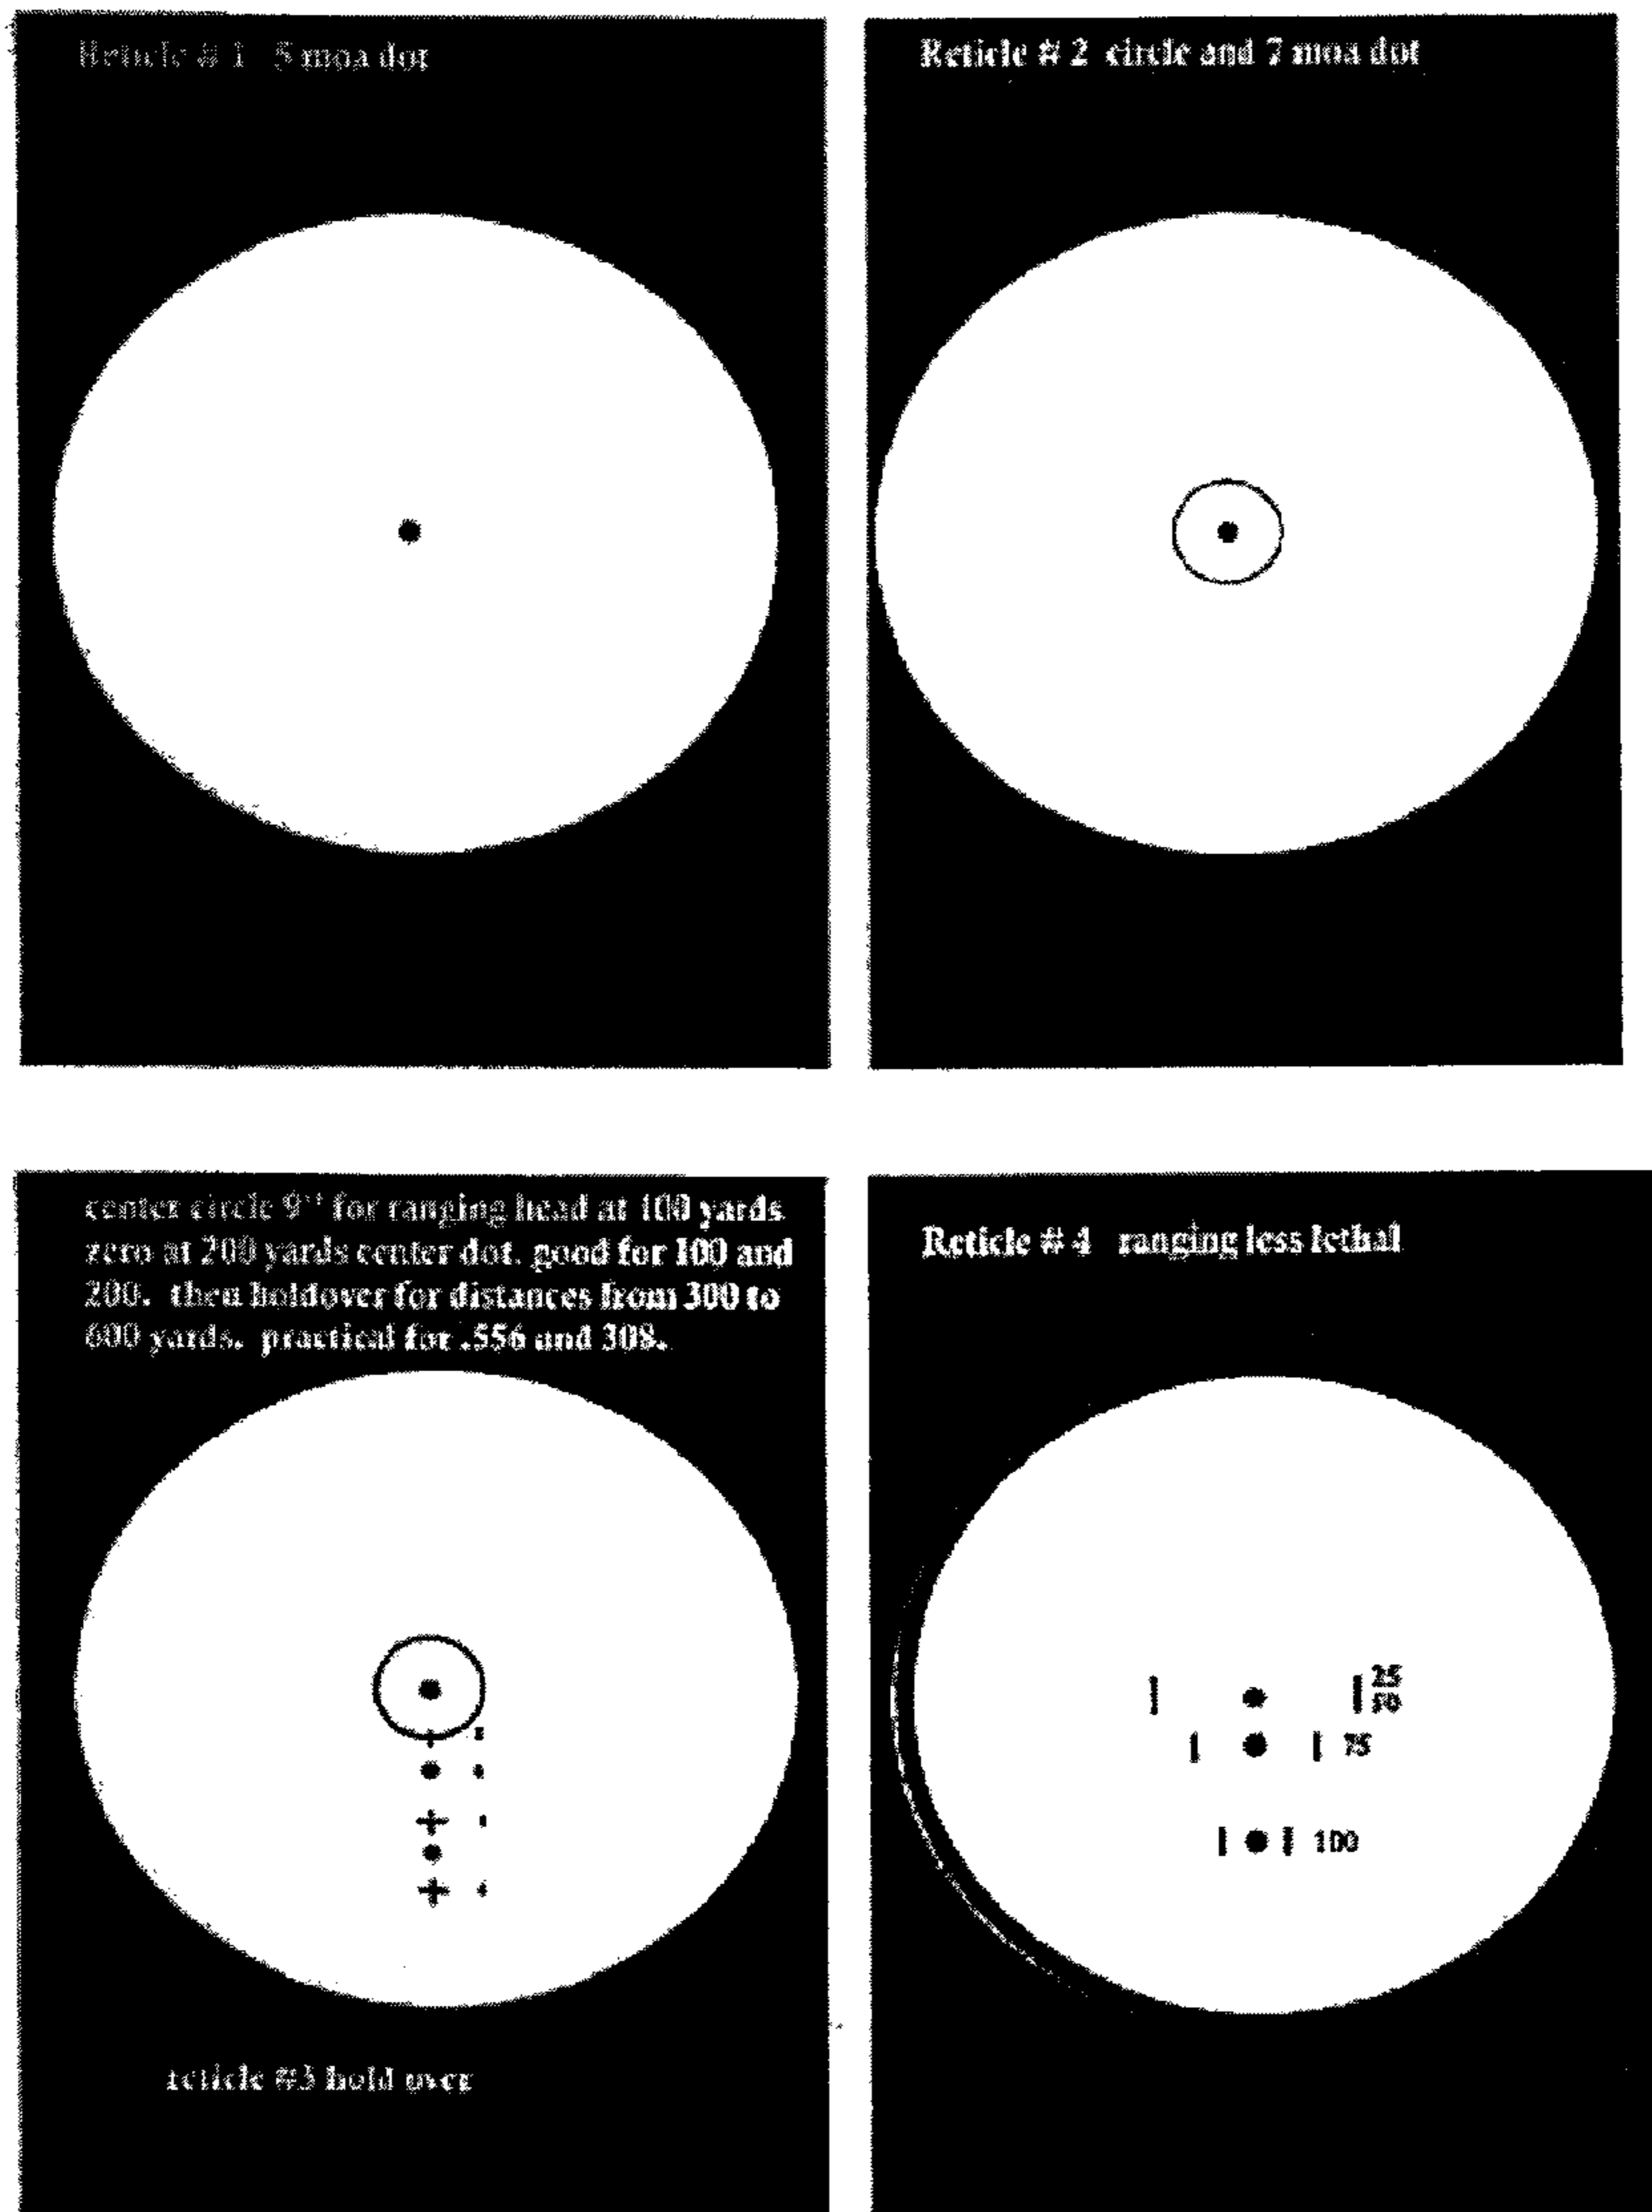 Reticle # 1 5 moa dot
Reticle # 2 circle and 7 moa dot
center circle 9" for ranging head at 100 yards
zero at 200 yards center dot. good for 100 and
200. then holdover for distances from 300 to
600 yards. practical for .556 and 308.
reticle #3 hold over
Reticle # 4 ranging less lethal
25
50
75
100